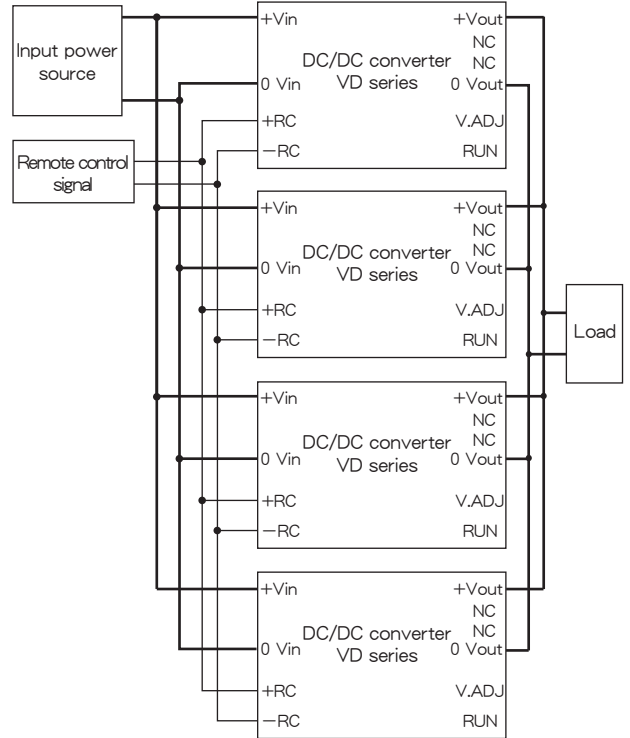 Input power
source
Remote control
signal
+Vin
0 Vin
+RC
−RC
DC/DC converter
VD series
+Vout
NC
NC
0 Vout
V.ADJ
RUN
+Vin
0 Vin
+RC
−RC
DC/DC converter
VD series
+Vout
NC
NC
0 Vout
V.ADJ
RUN
+Vin
0 Vin
+RC
−RC
DC/DC converter
VD series
+Vout
NC
NC
0 Vout
V.ADJ
RUN
+Vin
0 Vin
+RC
−RC
DC/DC converter
VD series
+Vout
NC
NC
0 Vout
V.ADJ
RUN
Load